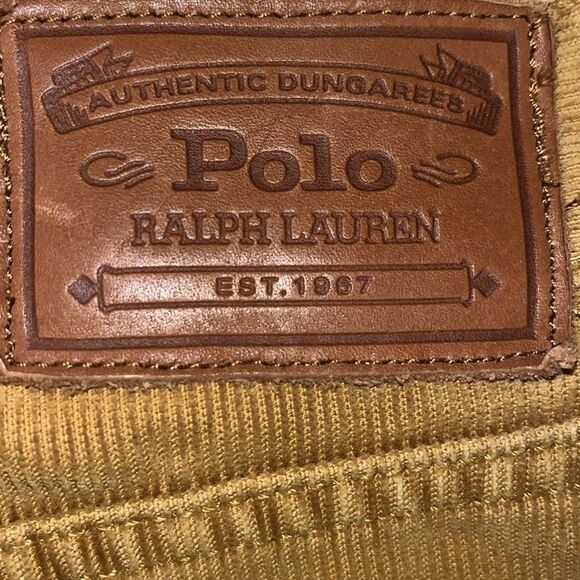 AUTHENTIC DUNGAREES
Polo
RALPH LAUREN
EST. 1967